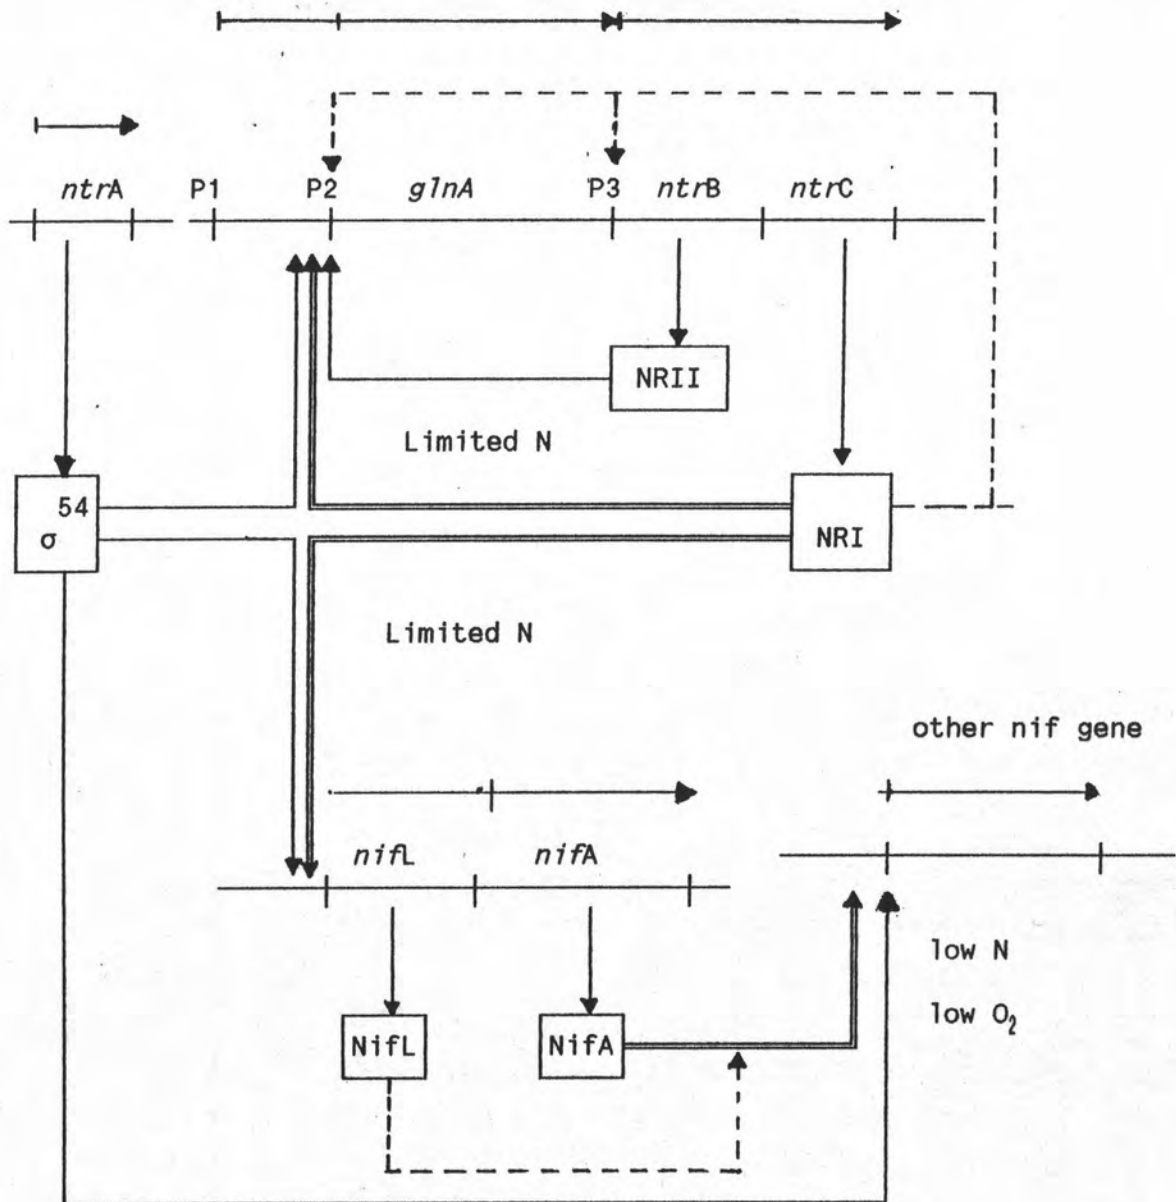 ntrA P1 P2 glnA P3 ntrB ntrC
NRII
Limited N
54
σ
NRI
Limited N
other nif gene
nifL nifA
low N
low O₂
NifL NifA